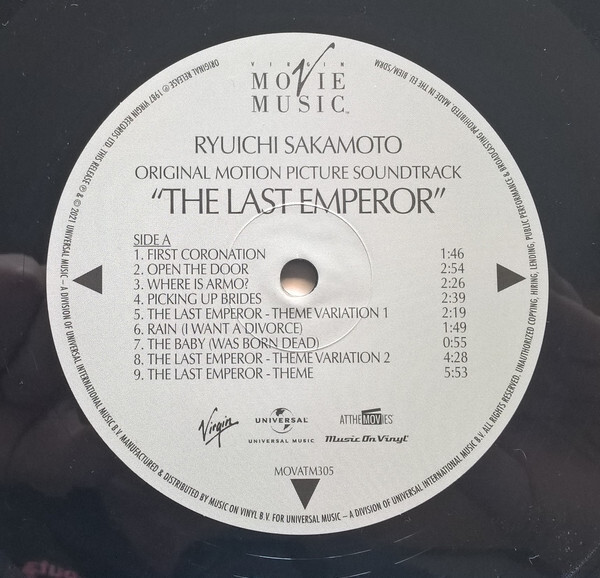 VIRGIN
MOVIE
MUSIC
RYUICHI SAKAMOTO
ORIGINAL MOTION PICTURE SOUNDTRACK
“THE LAST EMPEROR”
SIDE A
1. FIRST CORONATION 1:46
2. OPEN THE DOOR 2:54
3. WHERE IS ARMO? 2:26
4. PICKING UP BRIDES 2:39
5. THE LAST EMPEROR - THEME VARIATION 1 2:19
6. RAIN (I WANT A DIVORCE) 1:49
7. THE BABY (WAS BORN DEAD) 0:55
8. THE LAST EMPEROR - THEME VARIATION 2 4:28
9. THE LAST EMPEROR - THEME 5:53
Virgin
UNIVERSAL
UNIVERSAL MUSIC
ATTHEMOVIES
Music On Vinyl
MOVATM305
ORIGINAL RELEASE ℗ 1987 VIRGIN RECORDS LTD. THIS RELEASE ℗ & © 2021 UNIVERSAL MUSIC – A DIVISION OF UNIVERSAL INTERNATIONAL MUSIC B.V. MANUFACTURED & DISTRIBUTED BY MUSIC ON VINYL B.V. FOR UNIVERSAL MUSIC – A DIVISION OF UNIVERSAL INTERNATIONAL MUSIC B.V. ALL RIGHTS RESERVED. UNAUTHORIZED COPYING, HIRING, LENDING, PUBLIC PERFORMANCE & BROADCASTING PROHIBITED. MADE IN THE EU BIEM/SDRM